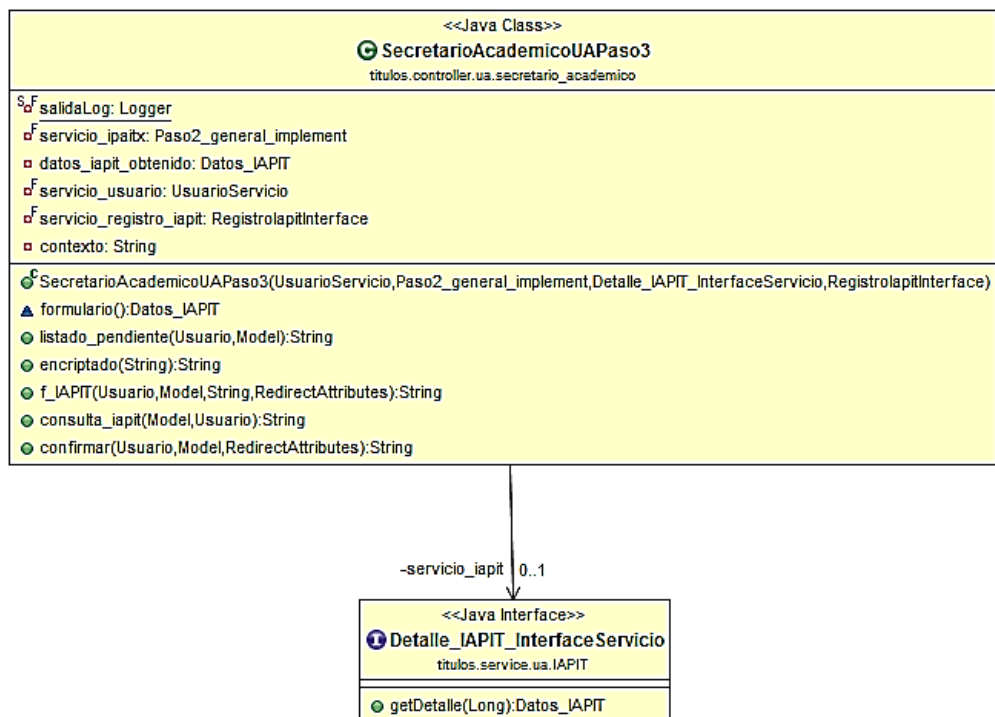 <<Java Class>>
C SecretarioAcademicoUAPaso3
titulos.controller.ua.secretario_academico
S F salidaLog: Logger
F servicio_ipaitx: Paso2_general_implement
datos_iapit_obtenido: Datos_IAPIT
F servicio_usuario: UsuarioServicio
F servicio_registro_iapit: RegistroIapitInterface
contexto: String
C SecretarioAcademicoUAPaso3(UsuarioServicio,Paso2_general_implement,Detalle_IAPIT_InterfaceServicio,RegistroIapitInterface)
formulario():Datos_IAPIT
listado_pendiente(Usuario,Model):String
encriptado(String):String
f_IAPIT(Usuario,Model,String,RedirectAttributes):String
consulta_iapit(Model,Usuario):String
confirmar(Usuario,Model,RedirectAttributes):String
-servicio_iapit 0..1
<<Java Interface>>
I Detalle_IAPIT_InterfaceServicio
titulos.service.ua.IAPIT
getDetalle(Long):Datos_IAPIT